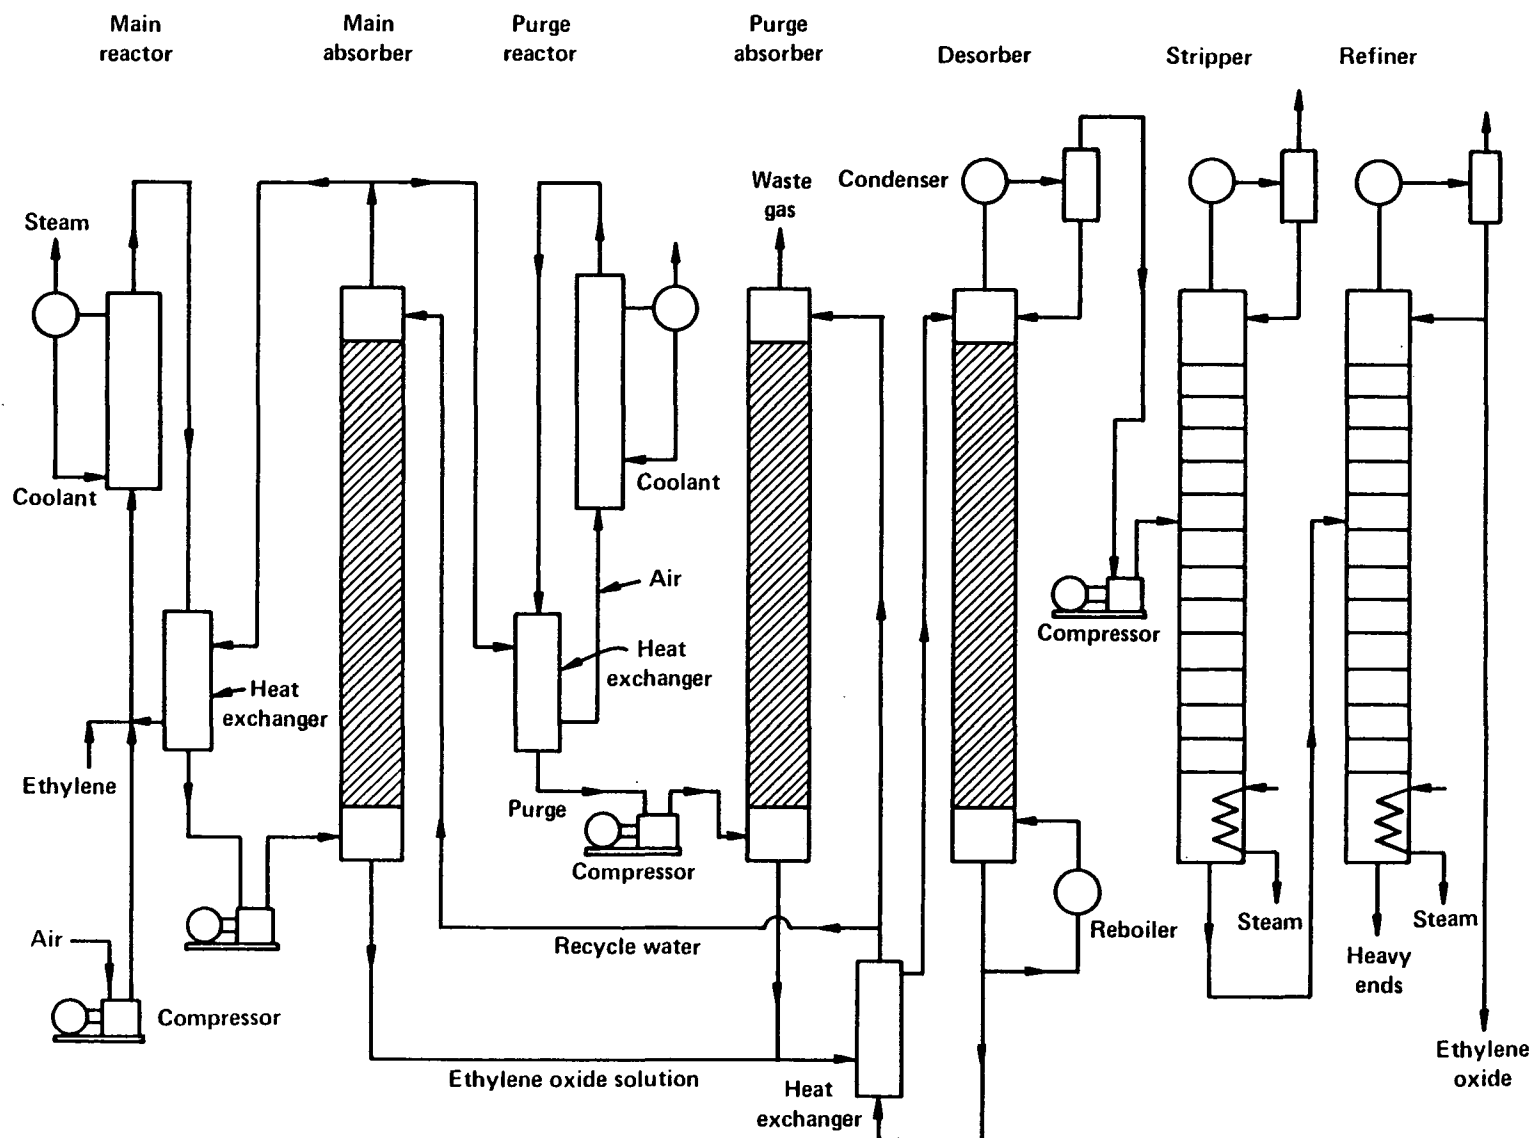 Main
reactor
Main
absorber
Purge
reactor
Purge
absorber
Desorber
Stripper
Refiner
Steam
Waste
gas
Condenser
Coolant
Coolant
Air
Compressor
Heat
exchanger
Heat
exchanger
Ethylene
Purge
Compressor
Air
Recycle water
Reboiler
Steam
Steam
Heavy
ends
Compressor
Ethylene oxide solution
Heat
exchanger
Ethylene
oxide